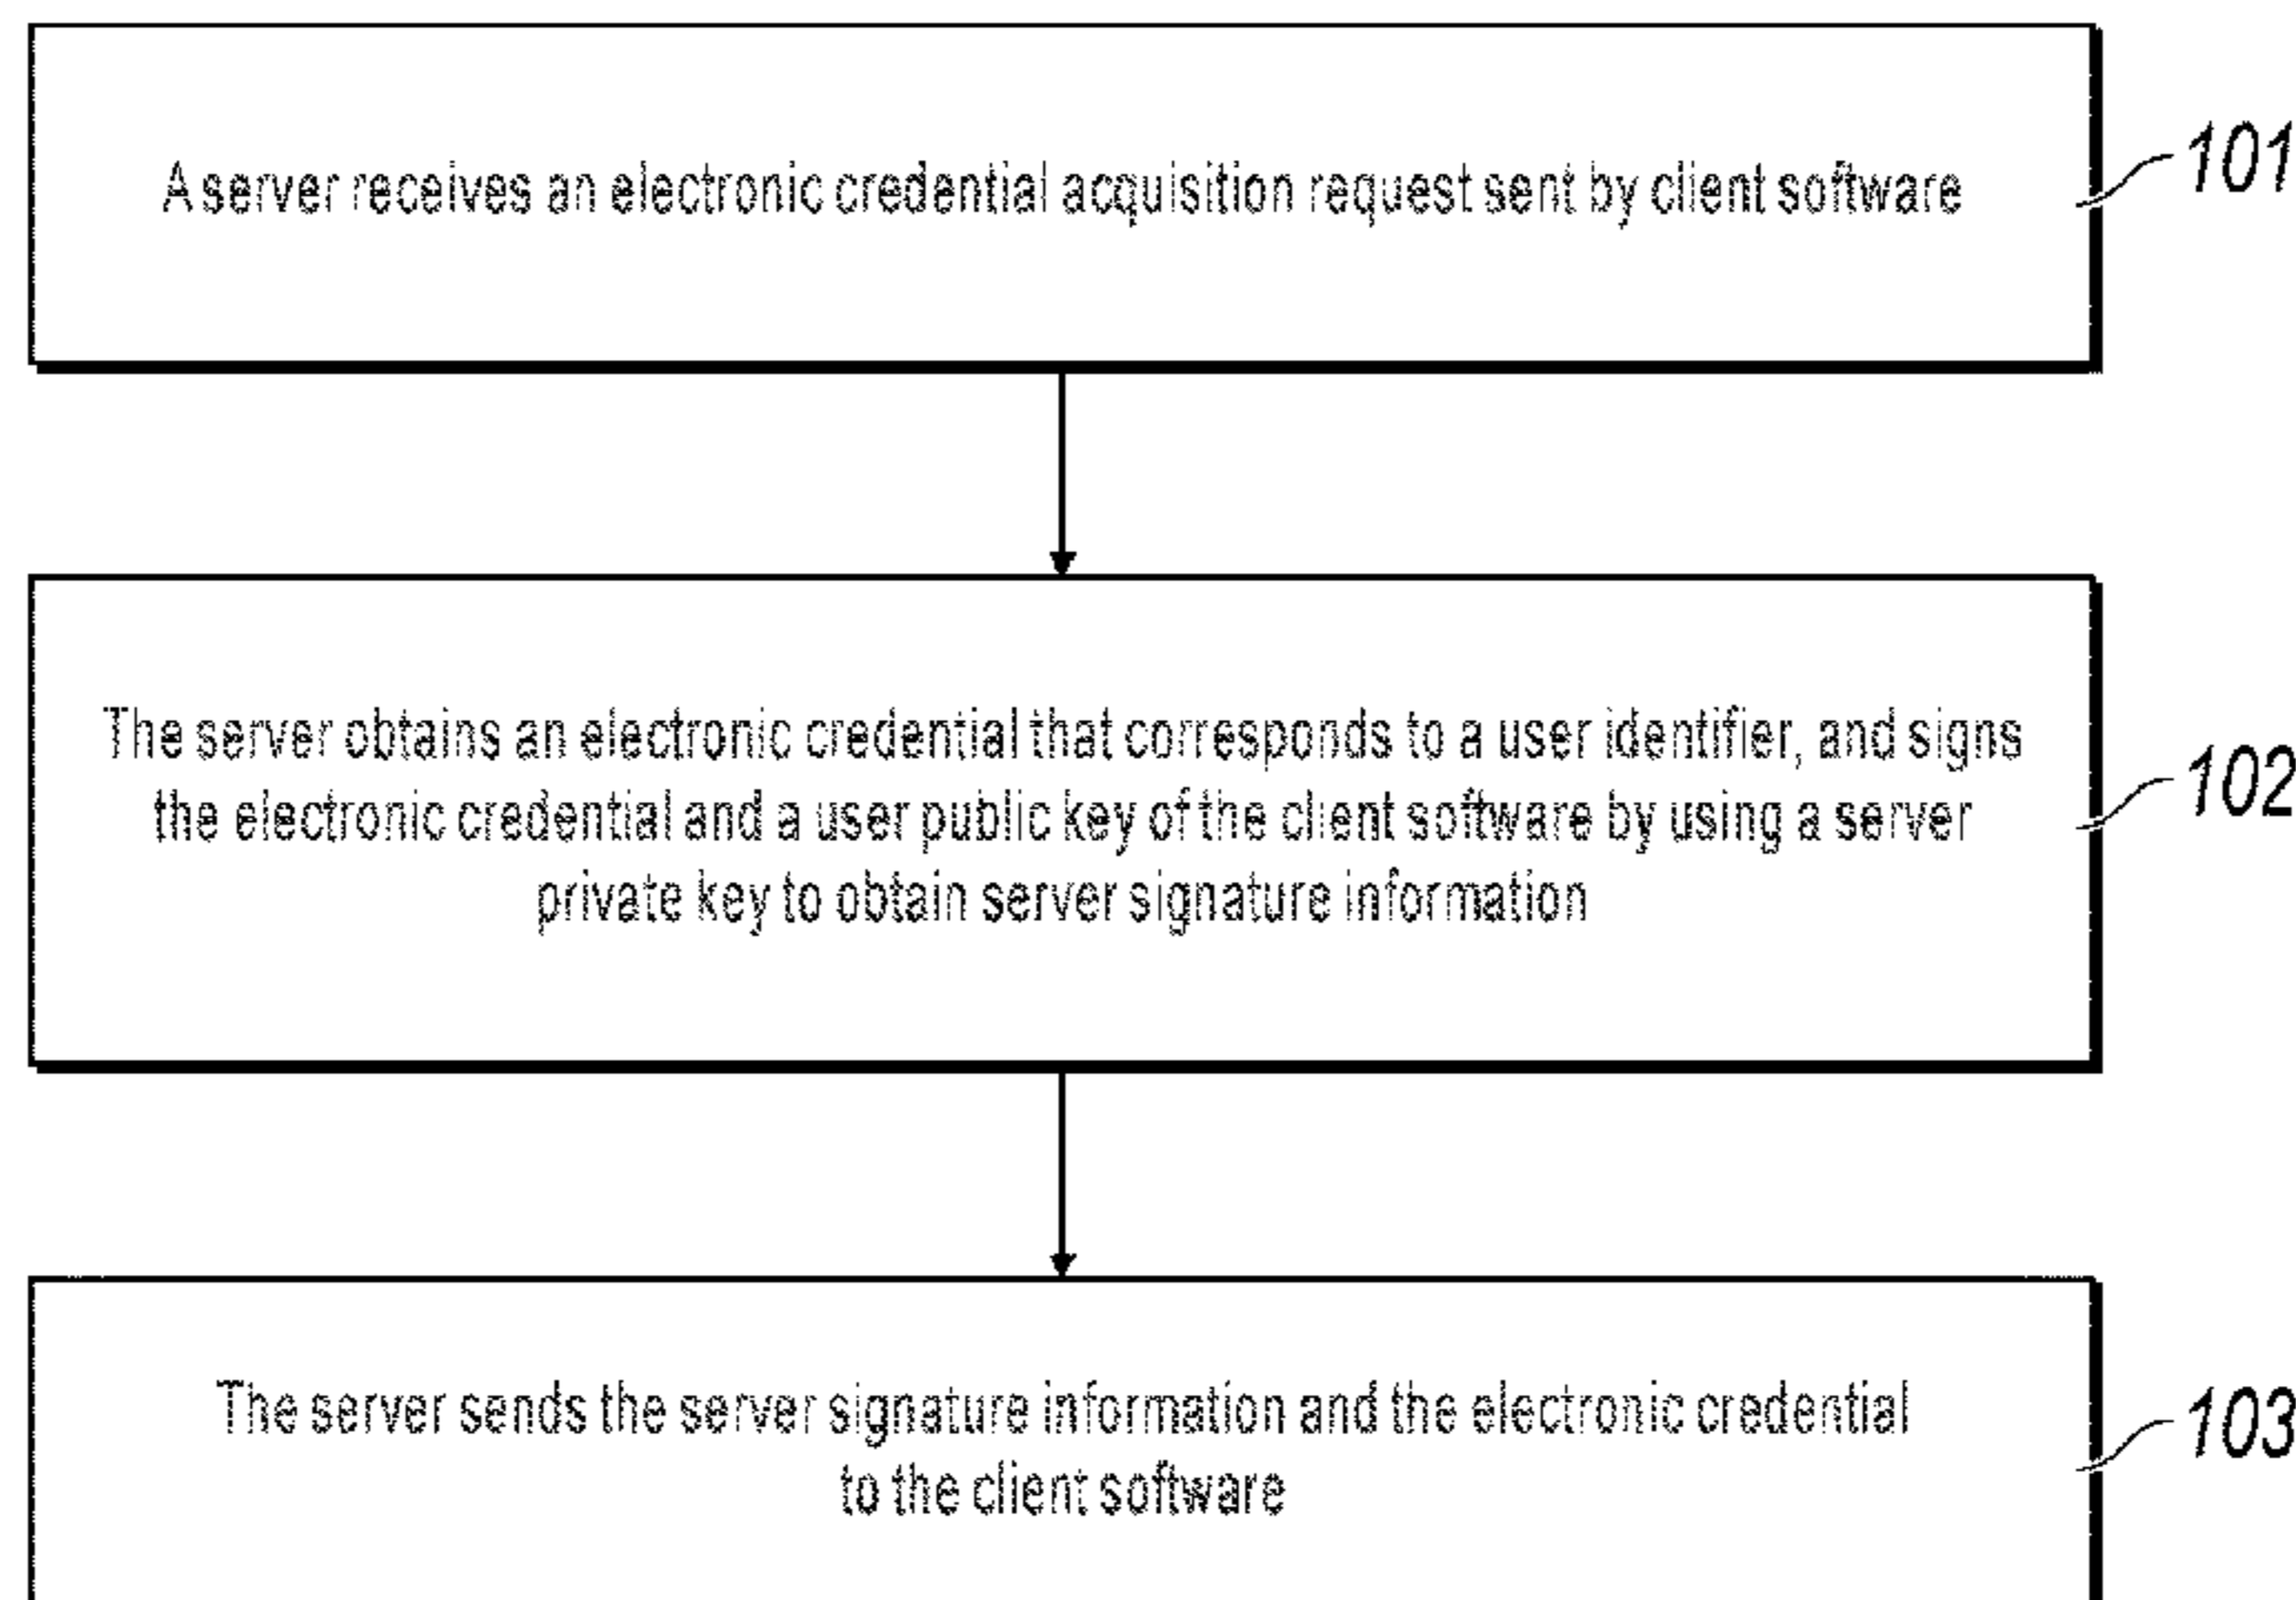 A server receives an electronic credential acquisition request sent by client software
101
The server obtains an electronic credential that corresponds to a user identifier, and signs
the electronic credential and a user public key of the client software by using a server
private key to obtain server signature information
102
The server sends the server signature information and the electronic credential
to the client software
103